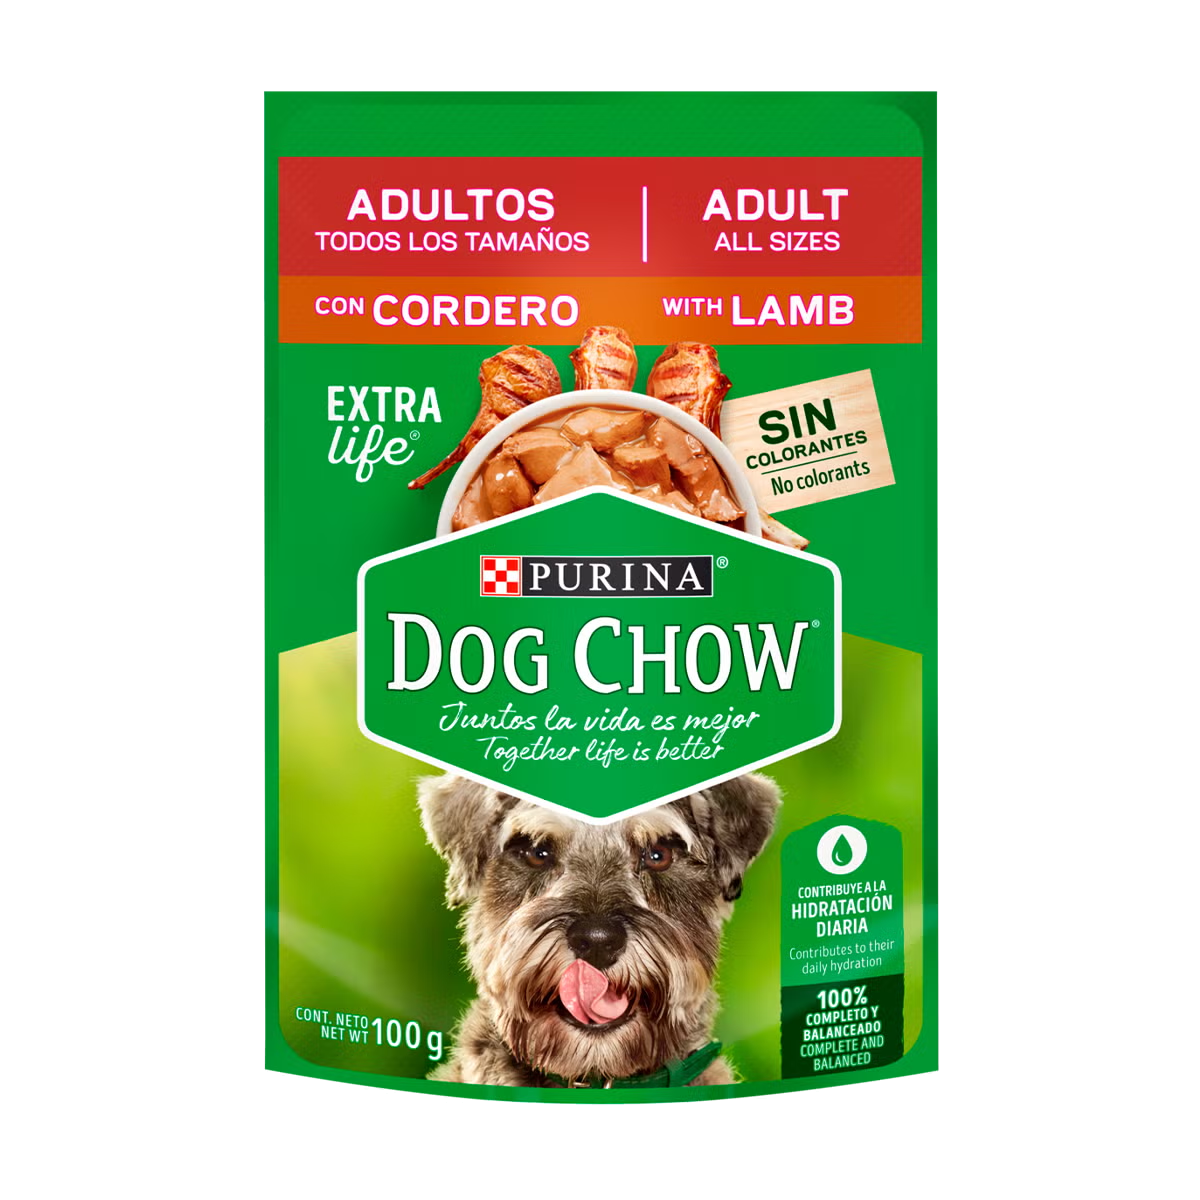 ADULTOS
TODOS LOS TAMAÑOS
ADULT
ALL SIZES
CON CORDERO
WITH LAMB
EXTRA
life®
SIN
COLORANTES
No colorants
PURINA®
DOG CHOW®
Juntos la vida es mejor
Together life is better
CONTRIBUYE A LA
HIDRATACIÓN
DIARIA
Contributes to their
daily hydration
100%
COMPLETO Y
BALANCEADO
COMPLETE AND
BALANCED
CONT. NETO
NET WT 100 g